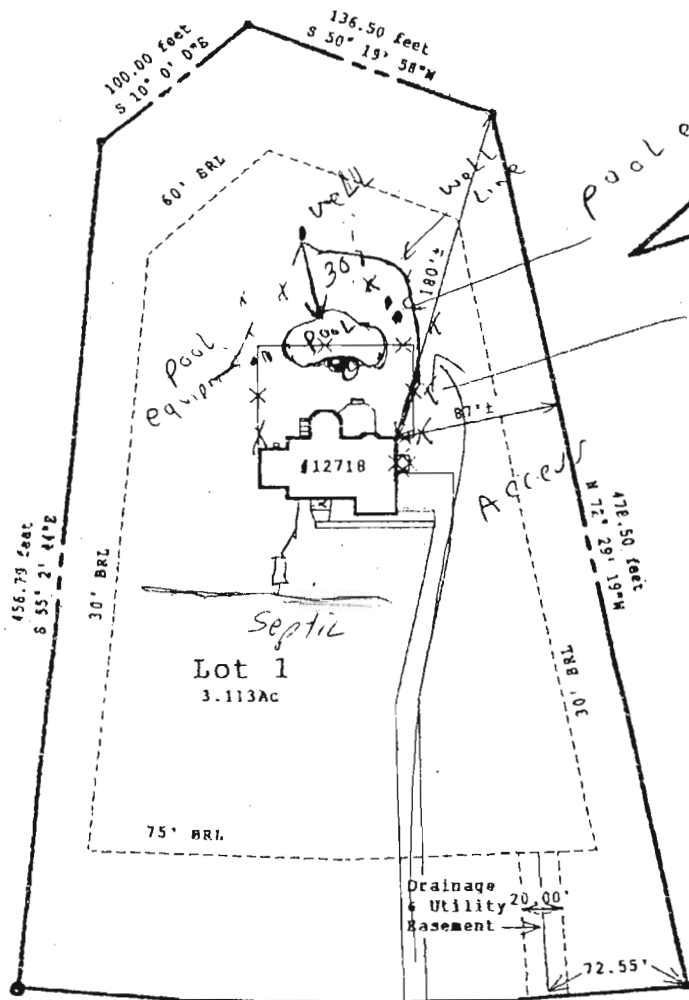 136.50 feet
S 50° 19' 58"W
100.00 feet
S 10° 0' 0"E
60' BRL
well
well
Line
Pool e
30'
180'±
Pool
Pool
equipm
87'±
#12718
Access
478.50 feet
N 72° 29' 19"W
456.79 feet
S 55° 2' 44"E
30' BRL
Septic
Lot 1
3.113Ac
30' BRL
75' BRL
Drainage
& Utility
Easement
20.00'
72.55'